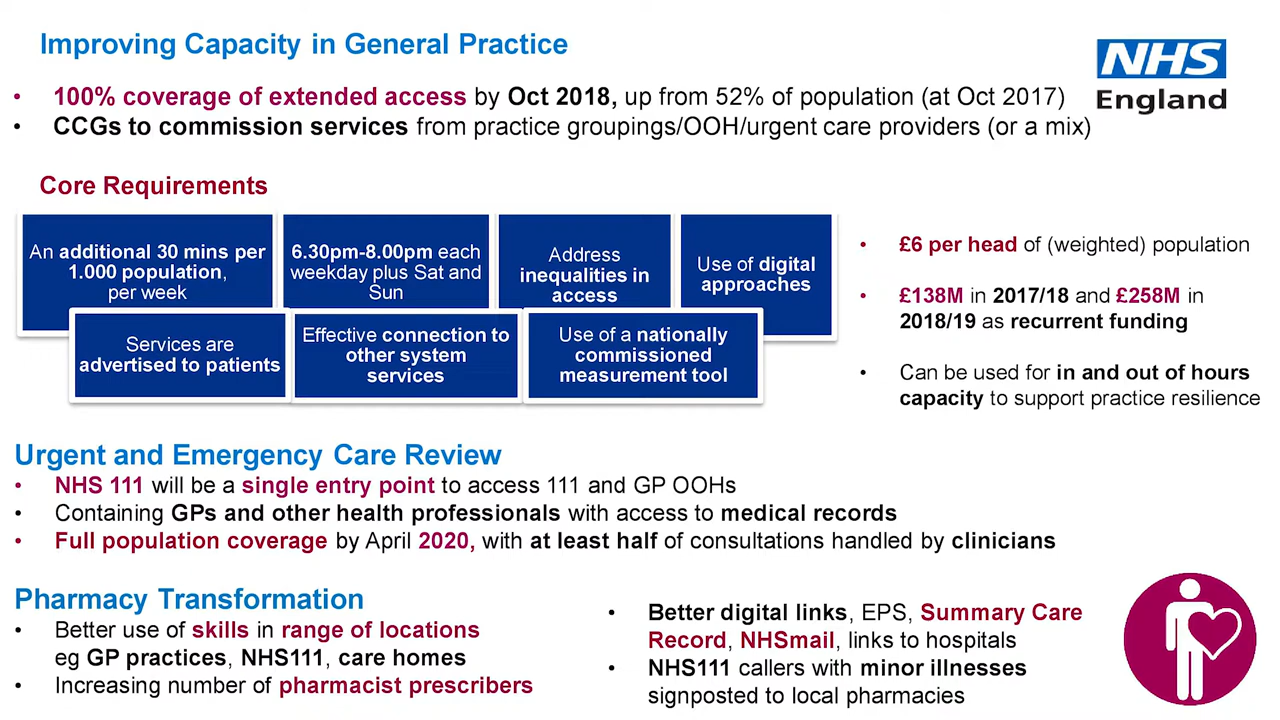 Improving Capacity in General Practice
NHS
England
• 100% coverage of extended access by Oct 2018, up from 52% of population (at Oct 2017)
• CCGs to commission services from practice groupings/OOH/urgent care providers (or a mix)
Core Requirements
An additional 30 mins per
1.000 population,
per week
6.30pm-8.00pm each
weekday plus Sat and
Sun
Address
inequalities in
access
Use of digital
approaches
Services are
advertised to patients
Effective connection to
other system
services
Use of a nationally
commissioned
measurement tool
• £6 per head of (weighted) population
• £138M in 2017/18 and £258M in
2018/19 as recurrent funding
• Can be used for in and out of hours
capacity to support practice resilience
Urgent and Emergency Care Review
• NHS 111 will be a single entry point to access 111 and GP OOHs
• Containing GPs and other health professionals with access to medical records
• Full population coverage by April 2020, with at least half of consultations handled by clinicians
Pharmacy Transformation
• Better use of skills in range of locations
eg GP practices, NHS111, care homes
• Increasing number of pharmacist prescribers
• Better digital links, EPS, Summary Care
Record, NHSmail, links to hospitals
• NHS111 callers with minor illnesses
signposted to local pharmacies